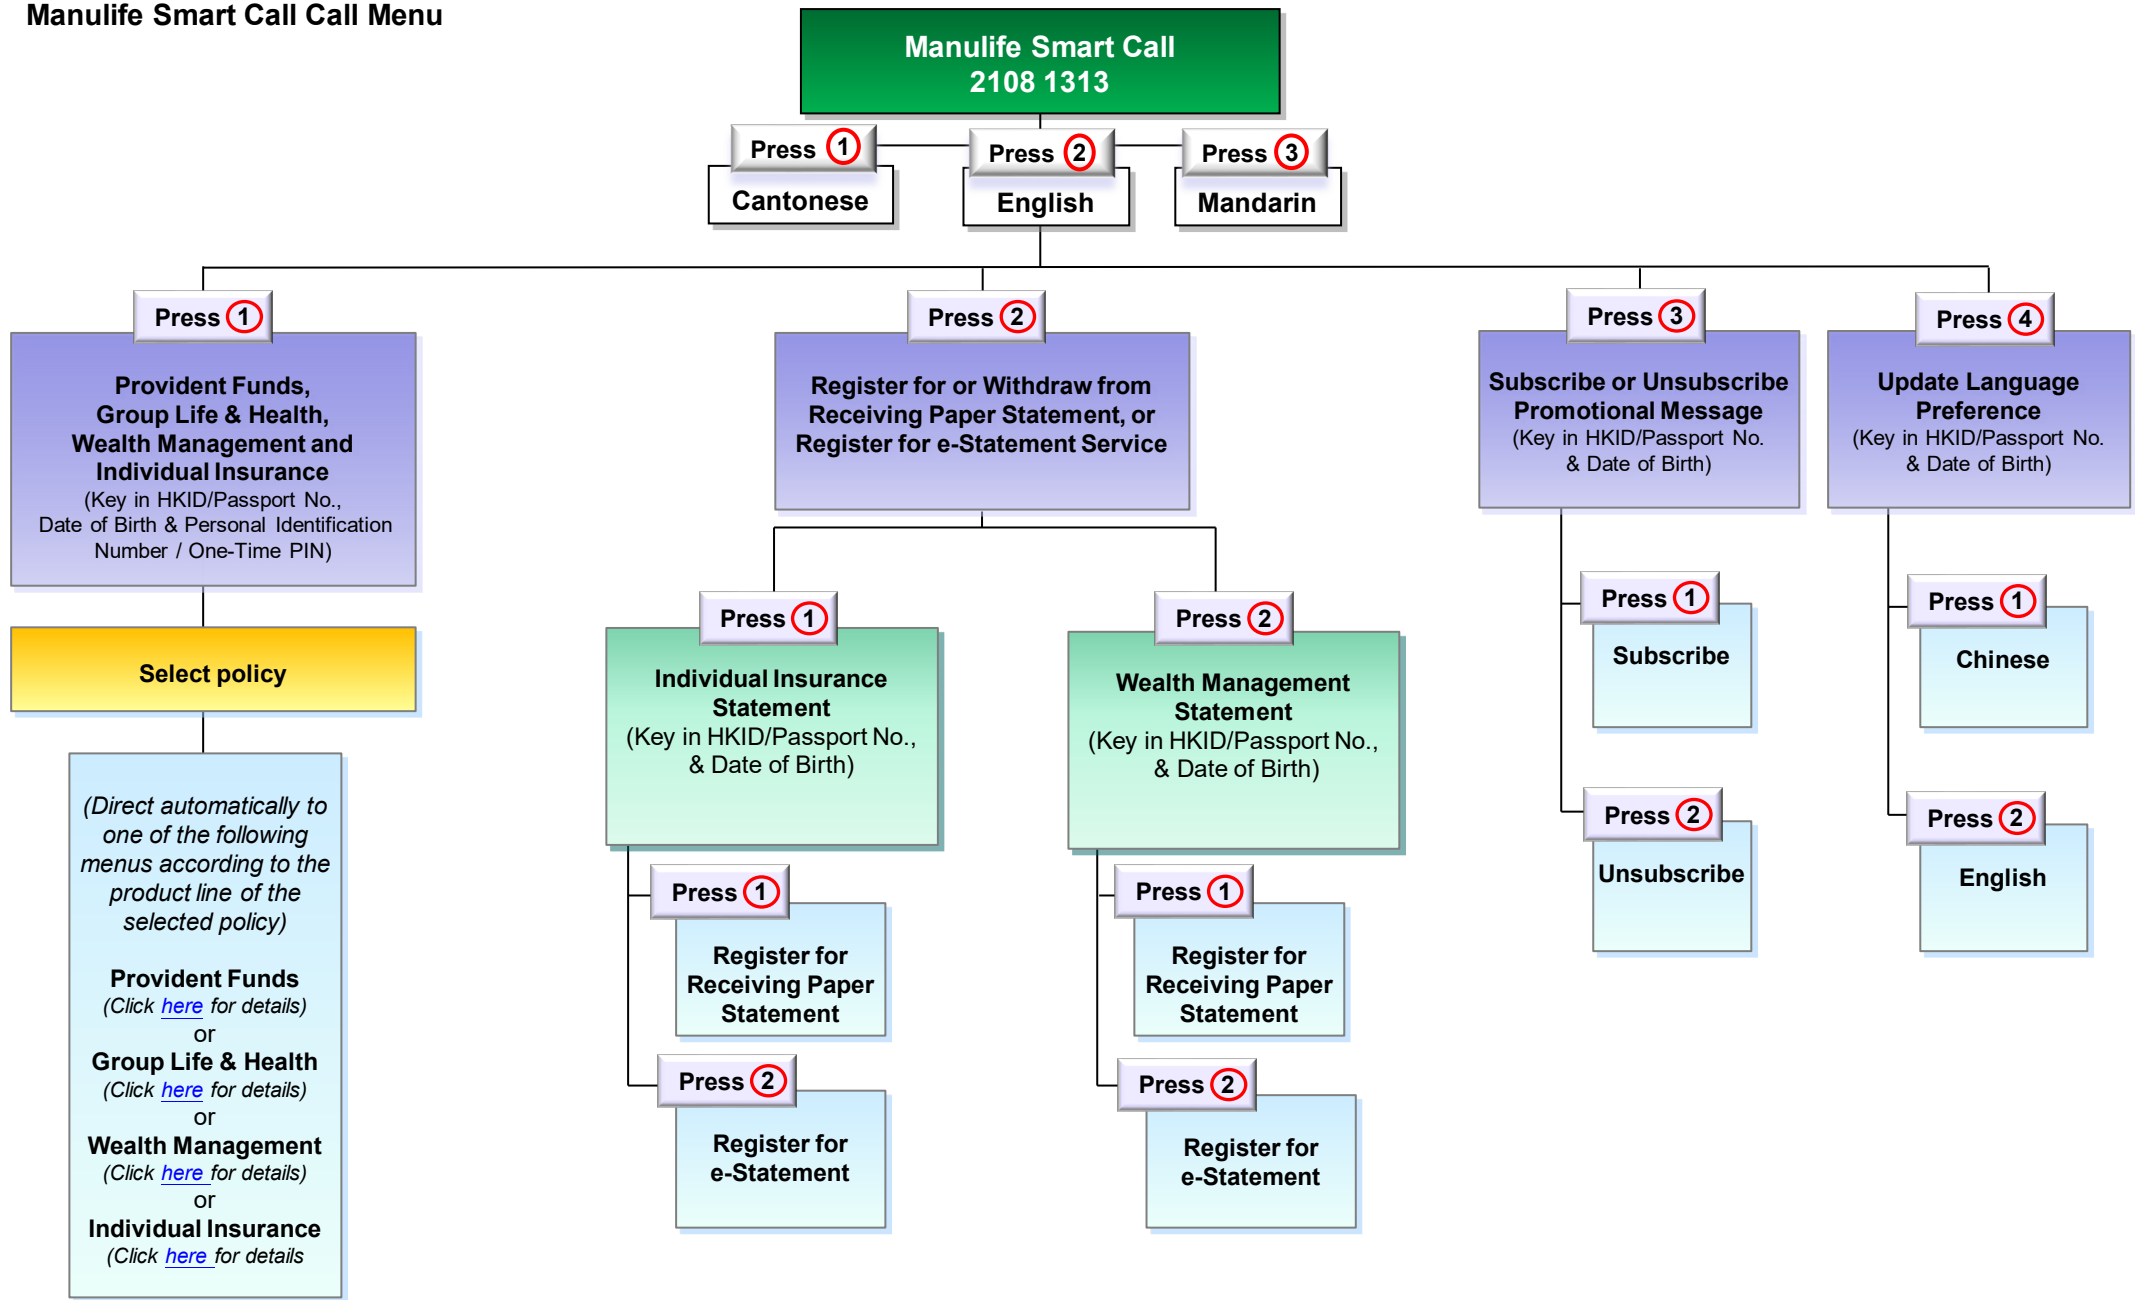 Manulife Smart Call Call Menu
Manulife Smart Call
2108 1313
Press 1
Cantonese
Press 2
English
Press 3
Mandarin
Press 1
Provident Funds,
Group Life & Health,
Wealth Management and
Individual Insurance
(Key in HKID/Passport No.,
Date of Birth & Personal Identification
Number / One-Time PIN)
Select policy
(Direct automatically to
one of the following
menus according to the
product line of the
selected policy)
Provident Funds
(Click here for details)
or
Group Life & Health
(Click here for details)
or
Wealth Management
(Click here for details)
or
Individual Insurance
(Click here for details
Press 2
Register for or Withdraw from
Receiving Paper Statement, or
Register for e-Statement Service
Press 1
Individual Insurance
Statement
(Key in HKID/Passport No.,
& Date of Birth)
Press 1
Register for
Receiving Paper
Statement
Press 2
Register for
e-Statement
Press 2
Wealth Management
Statement
(Key in HKID/Passport No.,
& Date of Birth)
Press 1
Register for
Receiving Paper
Statement
Press 2
Register for
e-Statement
Press 3
Subscribe or Unsubscribe
Promotional Message
(Key in HKID/Passport No.
& Date of Birth)
Press 1
Subscribe
Press 2
Unsubscribe
Press 4
Update Language
Preference
(Key in HKID/Passport No.
& Date of Birth)
Press 1
Chinese
Press 2
English